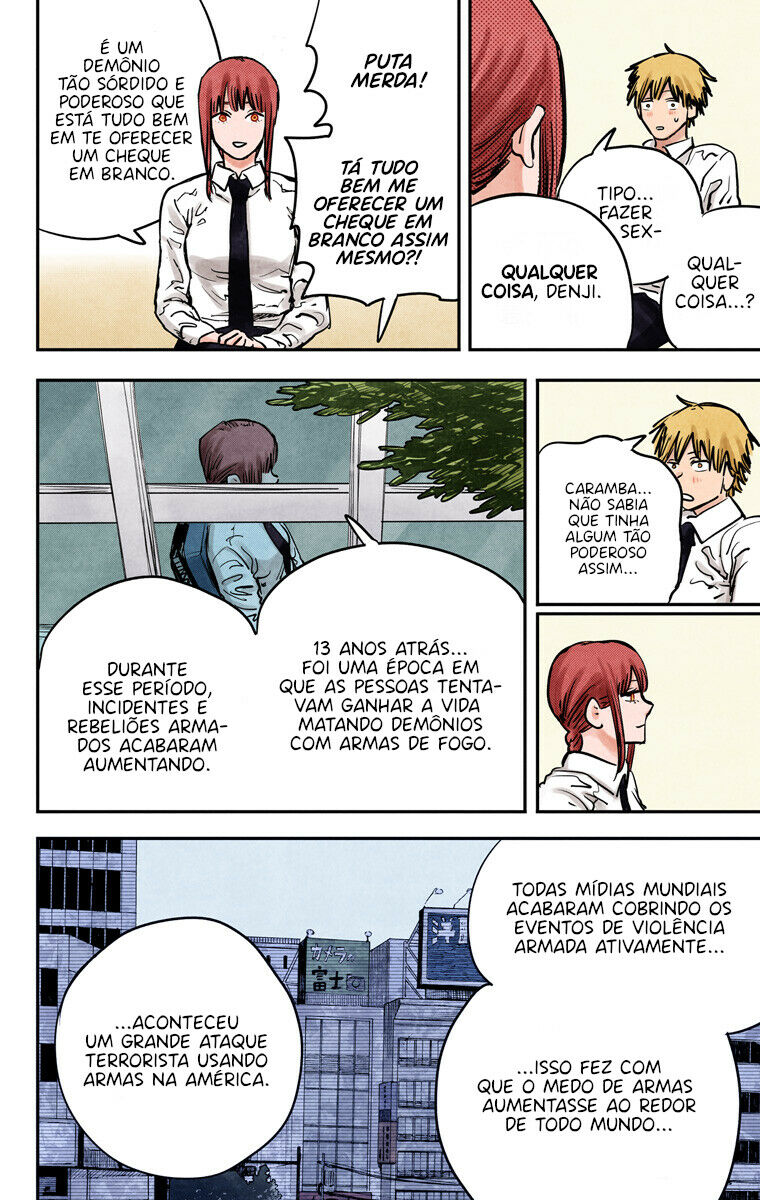 QUAL-
QUER
COISA...?
TIPO...
FAZER
SEX-
QUALQUER
COISA, DENJI.
PUTA
MERDA!
TÁ TUDO
BEM ME
OFERECER UM
CHEQUE EM
BRANCO ASSIM
MESMO?!
É UM
DEMÔNIO
TÃO SÓRDIDO E
PODEROSO QUE
ESTÁ TUDO BEM
EM TE OFERECER
UM CHEQUE
EM BRANCO.
CARAMBA...
NÃO SABIA
QUE TINHA
ALGUM TÃO
PODEROSO
ASSIM...
13 ANOS ATRÁS...
FOI UMA ÉPOCA EM
QUE AS PESSOAS TENTA-
VAM GANHAR A VIDA
MATANDO DEMÔNIOS
COM ARMAS DE FOGO.
DURANTE
ESSE PERÍODO,
INCIDENTES E
REBELIÕES ARMA-
DOS ACABARAM
AUMENTANDO.
TODAS MÍDIAS MUNDIAIS
ACABARAM COBRINDO OS
EVENTOS DE VIOLÊNCIA
ARMADA ATIVAMENTE...
...ISSO FEZ COM
QUE O MEDO DE ARMAS
AUMENTASSE AO REDOR
DE TODO MUNDO...
...ACONTECEU
UM GRANDE ATAQUE
TERRORISTA USANDO
ARMAS NA AMÉRICA.
カメラの
富士
洋